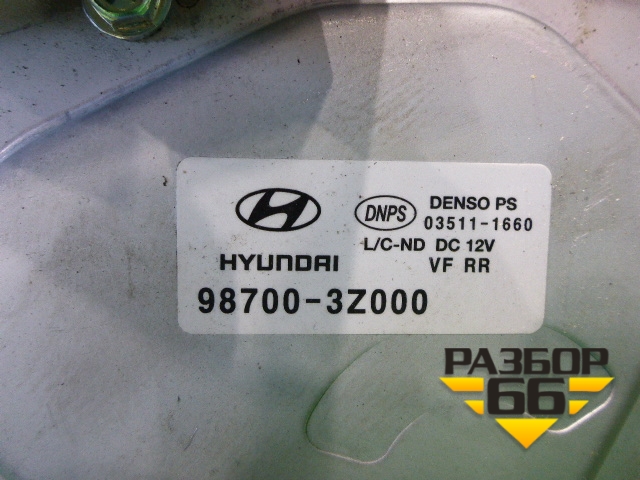 HYUNDAI
98700-3Z000
DNPS
DENSO PS
03511-1660
L/C-ND DC 12V
VF RR
РАЗБОР
66